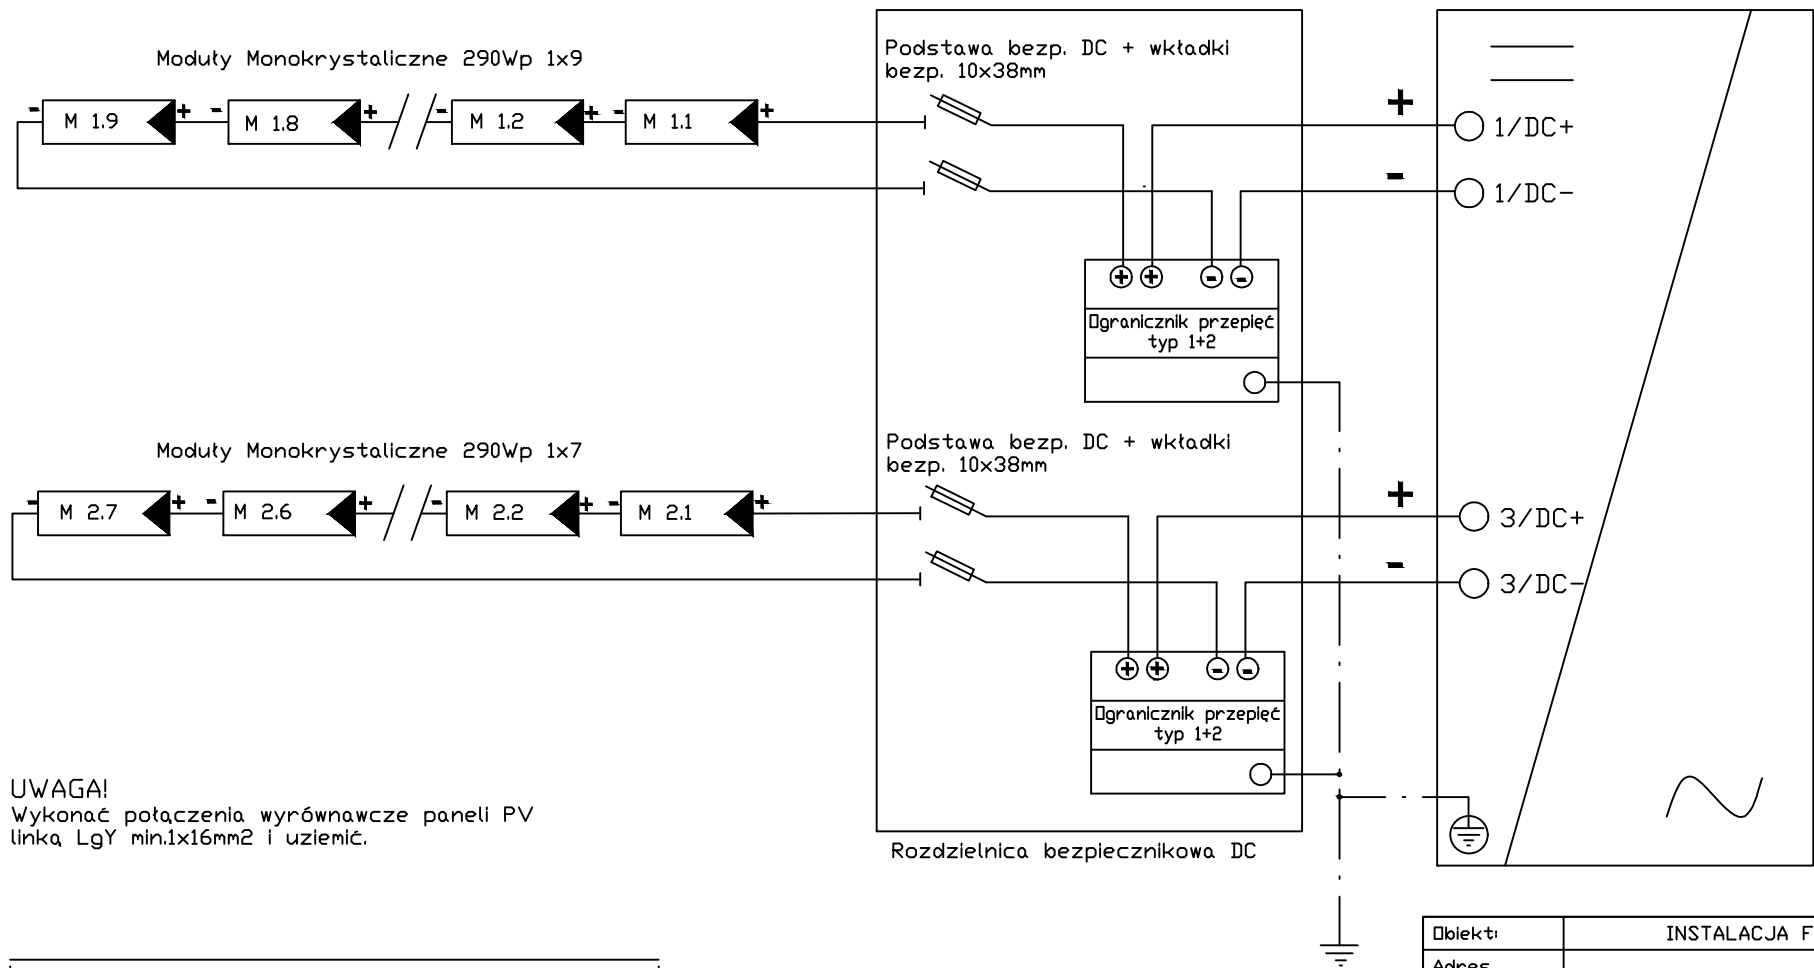 Moduły Monokrystaliczne 290Wp 1x9
- M 1.9 + - M 1.8 + - M 1.2 + - M 1.1 +
Podstawa bezp. DC + wkładki
bezp. 10x38mm
+
1/DC+
-
1/DC-
+ + - -
Ogranicznik przepięć
typ 1+2
Moduły Monokrystaliczne 290Wp 1x7
- M 2.7 + - M 2.6 + - M 2.2 + - M 2.1 +
Podstawa bezp. DC + wkładki
bezp. 10x38mm
+
3/DC+
-
3/DC-
+ + - -
Ogranicznik przepięć
typ 1+2
UWAGA!
Wykonać połączenia wyrównawcze paneli PV
linką LgY min.1x16mm2 i uziemić.
Rozdzielnica bezpiecznikowa DC
Obiekt: INSTALACJA F
Adres